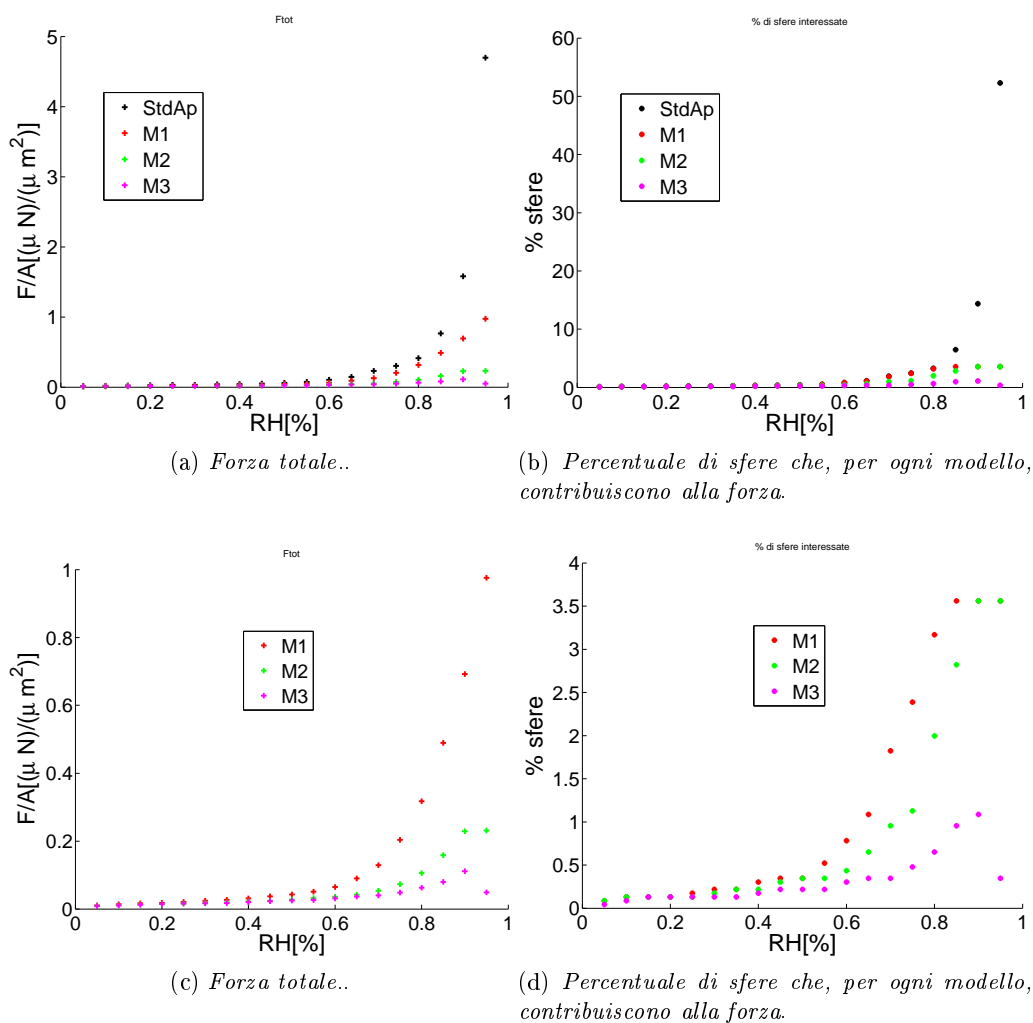 Ftot
5
4
3
2
1
0
0
0.2
0.4
0.6
0.8
1
F/A[(μ N)/(μ m²)]
RH[%]
StdAp
M1
M2
M3
(a) Forza totale..
% di sfere interessate
60
50
40
30
20
10
0
0
0.2
0.4
0.6
0.8
1
% sfere
RH[%]
StdAp
M1
M2
M3
(b) Percentuale di sfere che, per ogni modello,
contribuiscono alla forza.
Ftot
1
0.8
0.6
0.4
0.2
0
0
0.2
0.4
0.6
0.8
1
F/A[(μ N)/(μ m²)]
RH[%]
M1
M2
M3
(c) Forza totale..
% di sfere interessate
4
3.5
3
2.5
2
1.5
1
0.5
0
0
0.2
0.4
0.6
0.8
1
% sfere
RH[%]
M1
M2
M3
(d) Percentuale di sfere che, per ogni modello,
contribuiscono alla forza.